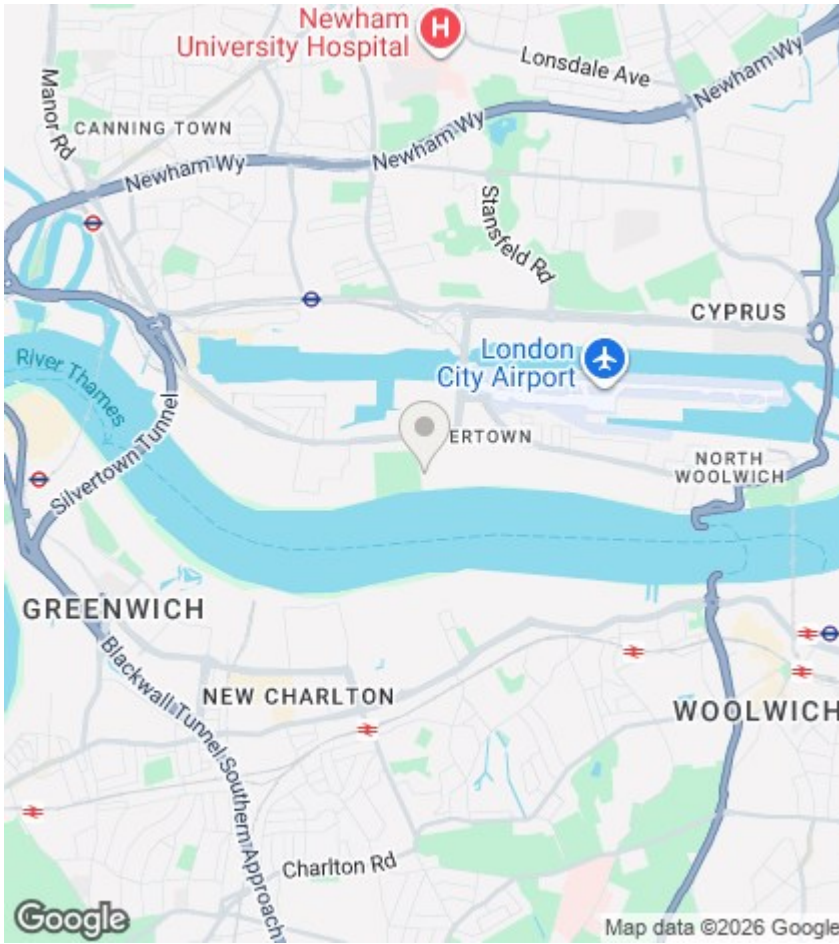 Newham
University Hospital
H
Lonsdale Ave
Newham Wy
Manor Rd
CANNING TOWN
Newham Wy
Newham Wy
Stansfeld Rd
CYPRUS
London
City Airport
River Thames
Silvertown Tunnel
ERTOWN
NORTH
WOOLWICH
GREENWICH
Blackwall Tunnel Southern Approach
NEW CHARLTON
WOOLWICH
Charlton Rd
Google
Map data ©2026 Google